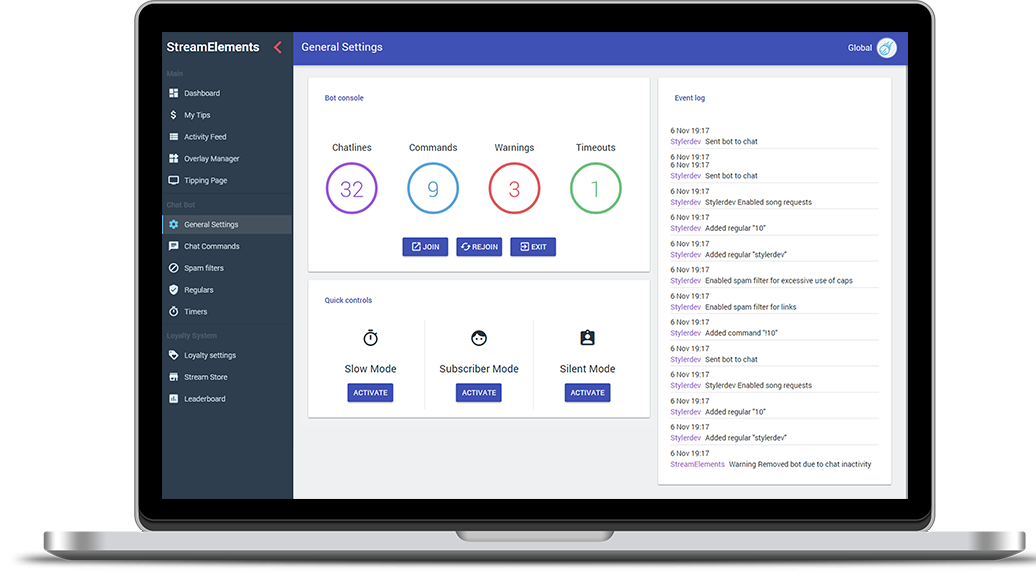 StreamElements
Main
Dashboard
My Tips
Activity Feed
Overlay Manager
Tipping Page
Chat Bot
General Settings
Chat Commands
Spam filters
Regulars
Timers
Loyalty System
Loyalty settings
Stream Store
Leaderboard
General Settings
Global
Bot console
Chatlines Commands Warnings Timeouts
32 9 3 1
JOIN REJOIN EXIT
Quick controls
Slow Mode Subscriber Mode Silent Mode
ACTIVATE ACTIVATE ACTIVATE
Event log
6 Nov 19:17
Stylerdev Sent bot to chat
6 Nov 19:17
6 Nov 19:17
Stylerdev Sent bot to chat
6 Nov 19:17
Stylerdev Stylerdev Enabled song requests
6 Nov 19:17
Stylerdev Added regular "10"
6 Nov 19:17
Stylerdev Added regular "stylerdev"
6 Nov 19:17
Stylerdev Enabled spam filter for excessive use of caps
6 Nov 19:17
Stylerdev Enabled spam filter for links
6 Nov 19:17
Stylerdev Added command "!10"
6 Nov 19:17
Stylerdev Sent bot to chat
6 Nov 19:17
Stylerdev Stylerdev Enabled song requests
6 Nov 19:17
Stylerdev Added regular "10"
6 Nov 19:17
Stylerdev Added regular "stylerdev"
6 Nov 19:17
StreamElements Warning Removed bot due to chat inactivity